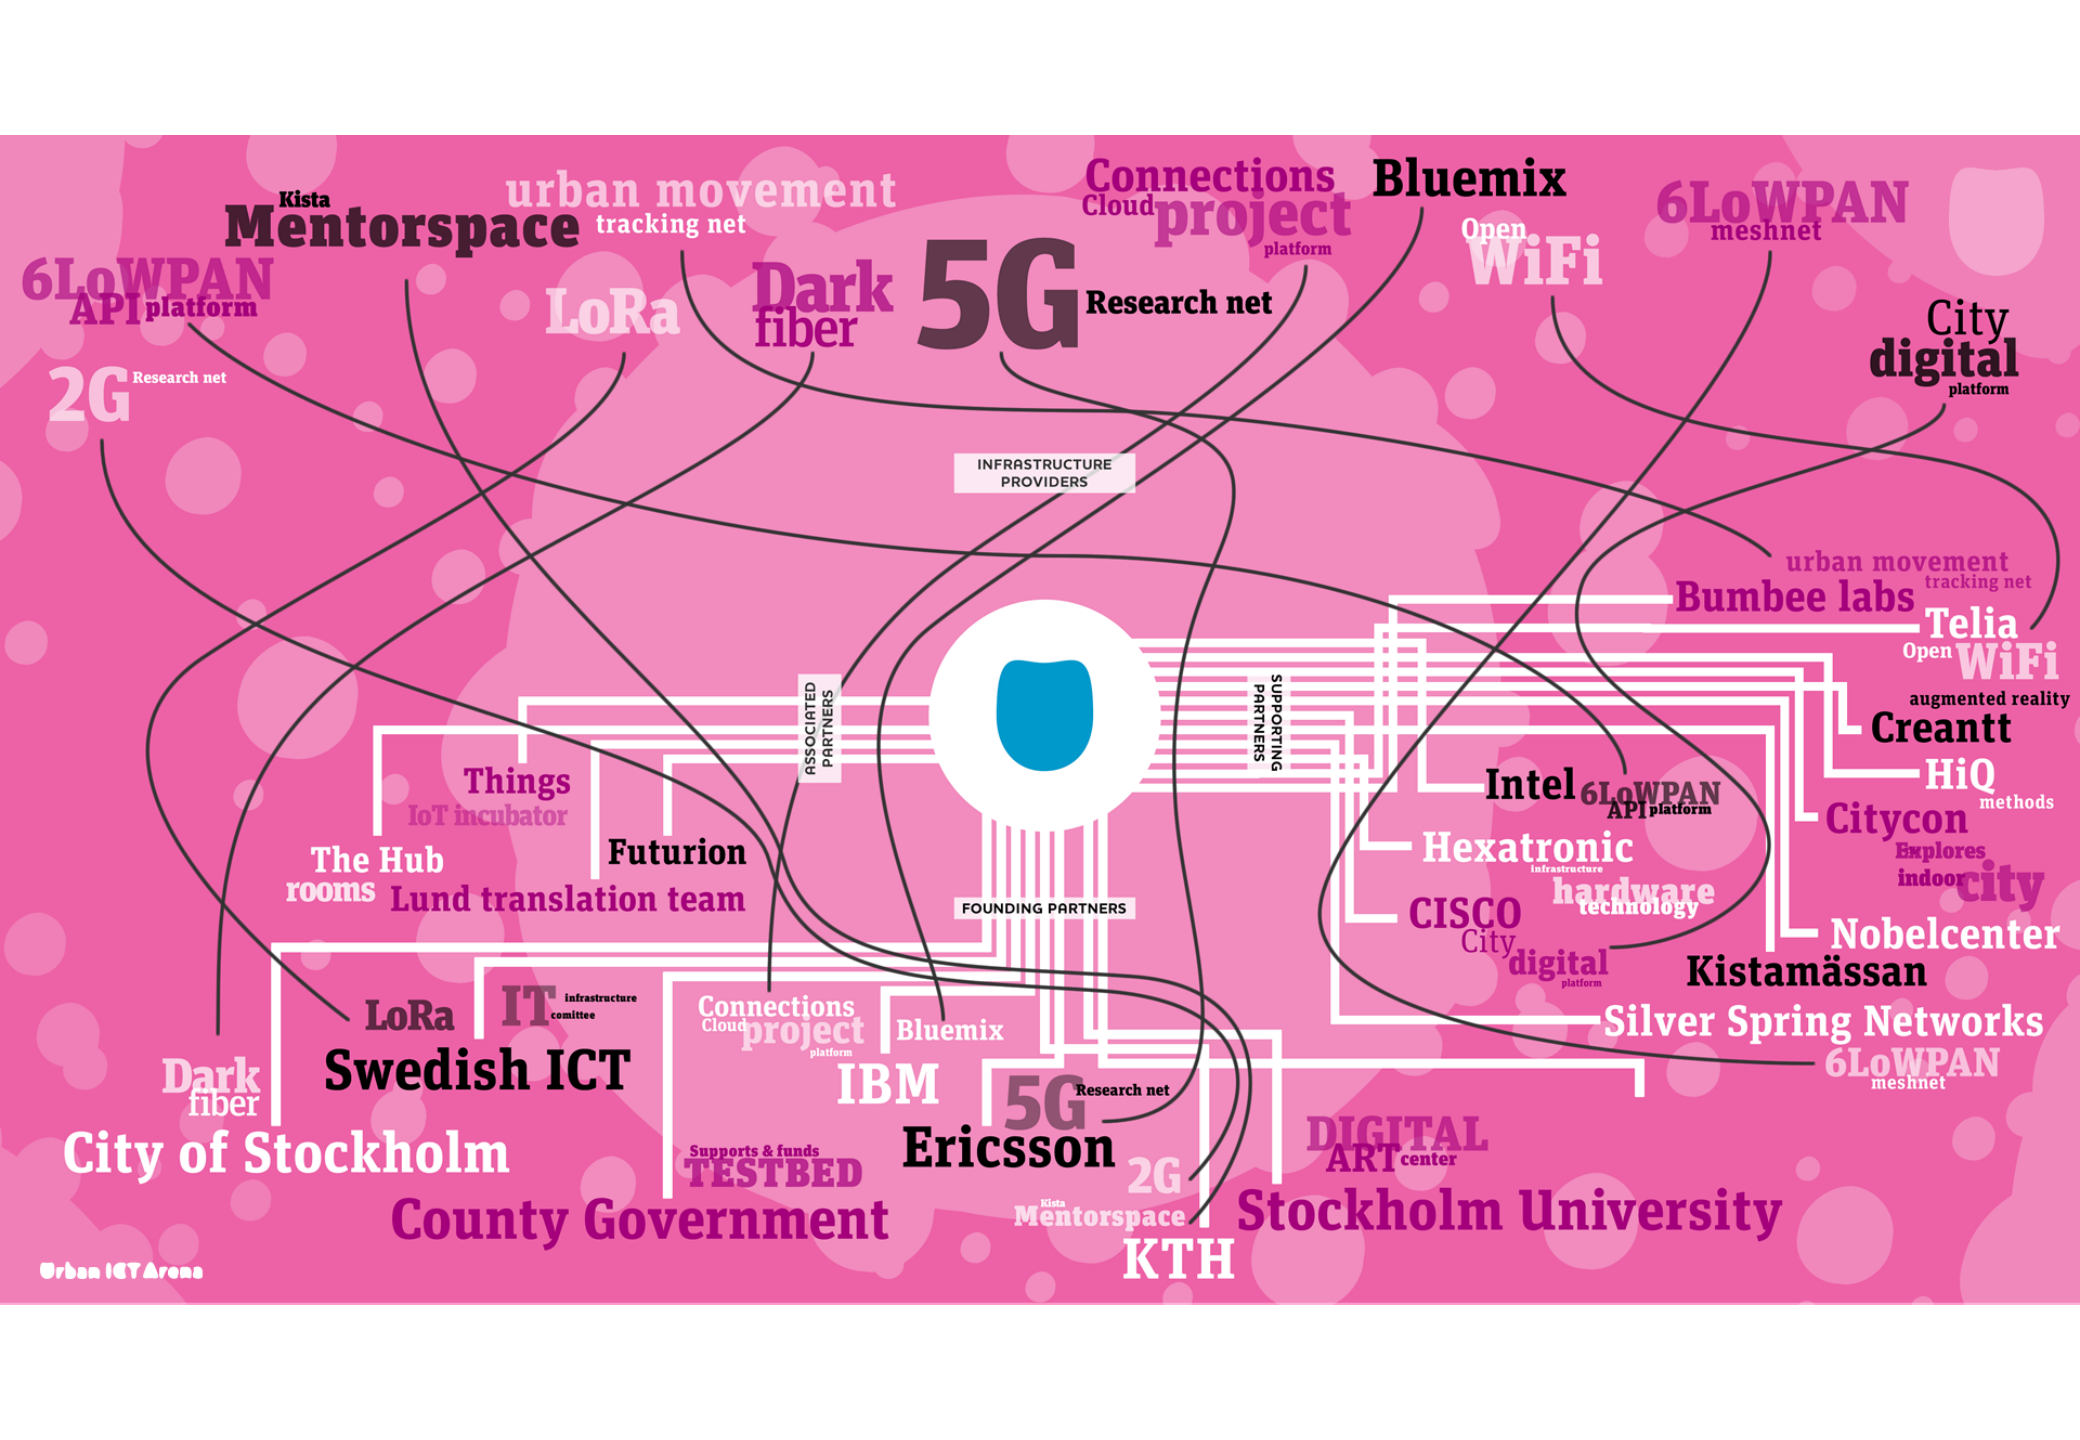 Kista
Mentorspace
urban movement
tracking net
Connections
Cloud project
platform
Bluemix
Open
WiFi
6LoWPAN
meshnet
6LoWPAN
API platform
LoRa
Dark
fiber
5G Research net
City
digital
platform
2G Research net
INFRASTRUCTURE
PROVIDERS
urban movement
tracking net
Bumbee labs
Telia
Open WiFi
ASSOCIATED
PARTNERS
SUPPORTING
PARTNERS
augmented reality
Creantt
HiQ
methods
Things
IoT incubator
Intel 6LoWPAN
API platform
Citycon
Explores
indoor city
The Hub
rooms
Futurion
Lund translation team
Hexatronic
infrastructure
hardware
technology
FOUNDING PARTNERS
CISCO
City
digital
platform
Nobelcenter
Kistamässan
Silver Spring Networks
6LoWPAN
meshnet
LoRa
IT infrastructure
comittee
Swedish ICT
Connections
Cloud project
platform
Bluemix
IBM
Dark
fiber
City of Stockholm
5G Research net
Ericsson
Supports & funds
TESTBED
County Government
2G
Kista
Mentorspace
KTH
DIGITAL
ART center
Stockholm University
Urban ICT Arena